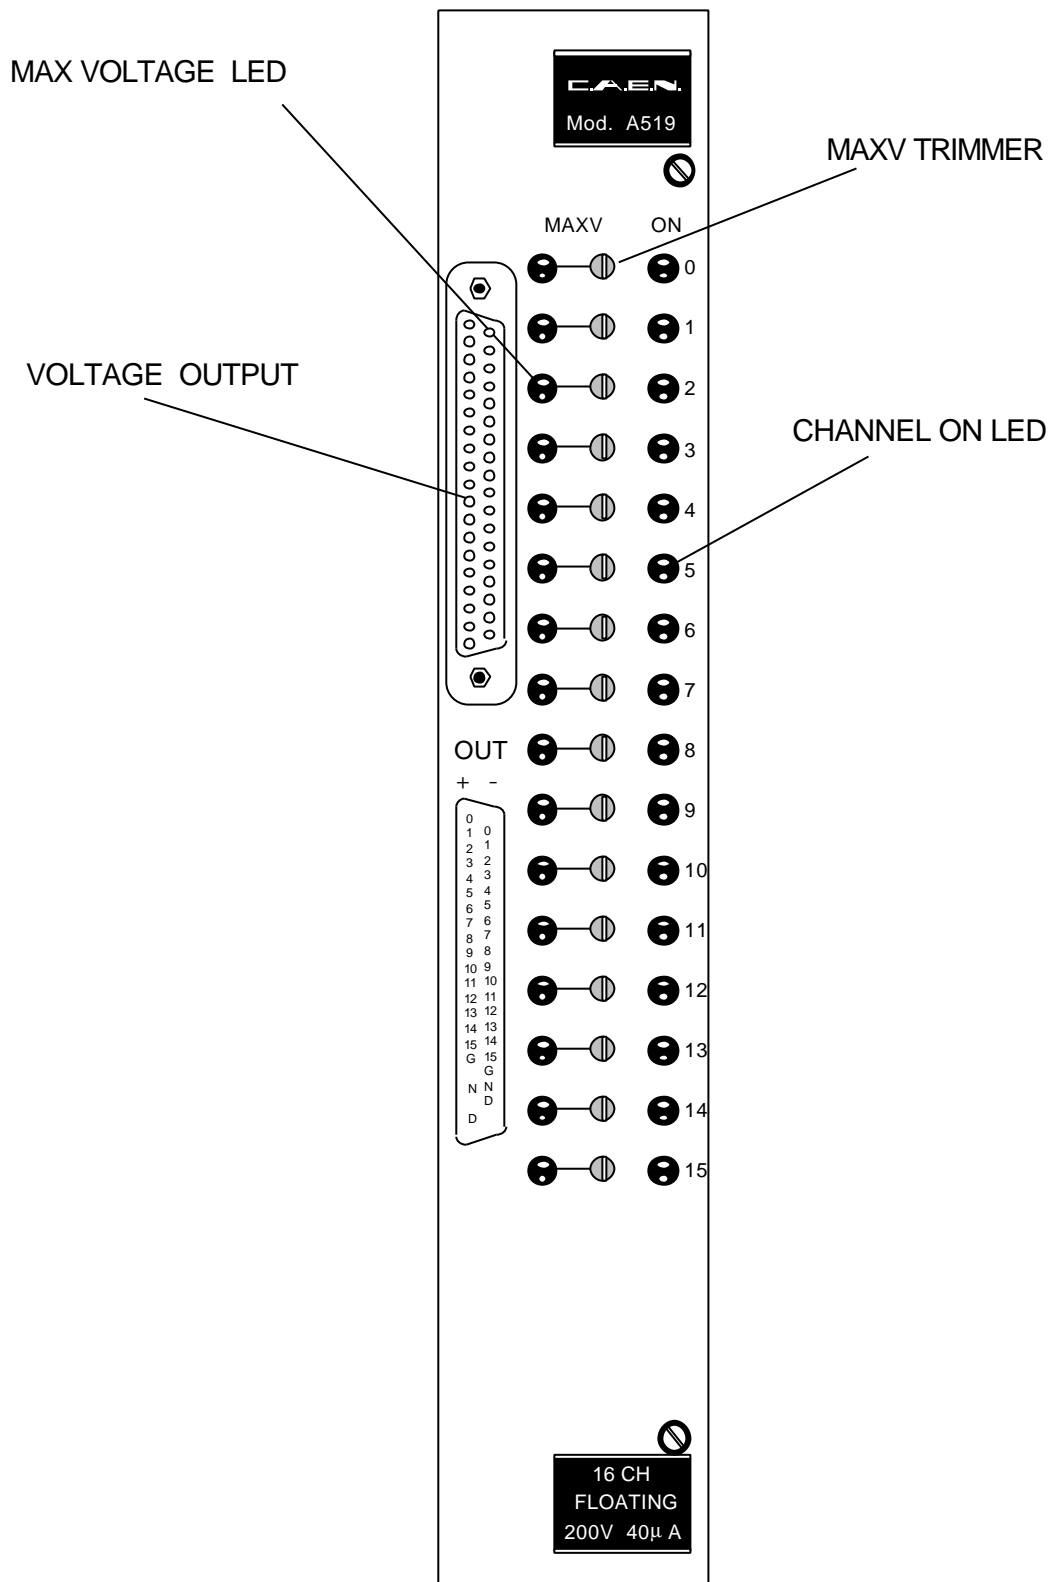 C.A.E.N.
Mod. A519
MAX VOLTAGE LED
MAXV TRIMMER
MAXV ON
0
1
2
VOLTAGE OUTPUT
3
CHANNEL ON LED
4
5
6
7
OUT
8
+ -
9
10
11
12
13
14
15
0
1 0
2 1
3 2
4 3
5 4
6 5
7 6
8 7
9 8
10 9
11 10
12 11
13 12
14 13
15 14
G 15
G
N N
D
D
16 CH
FLOATING
200V 40μ A